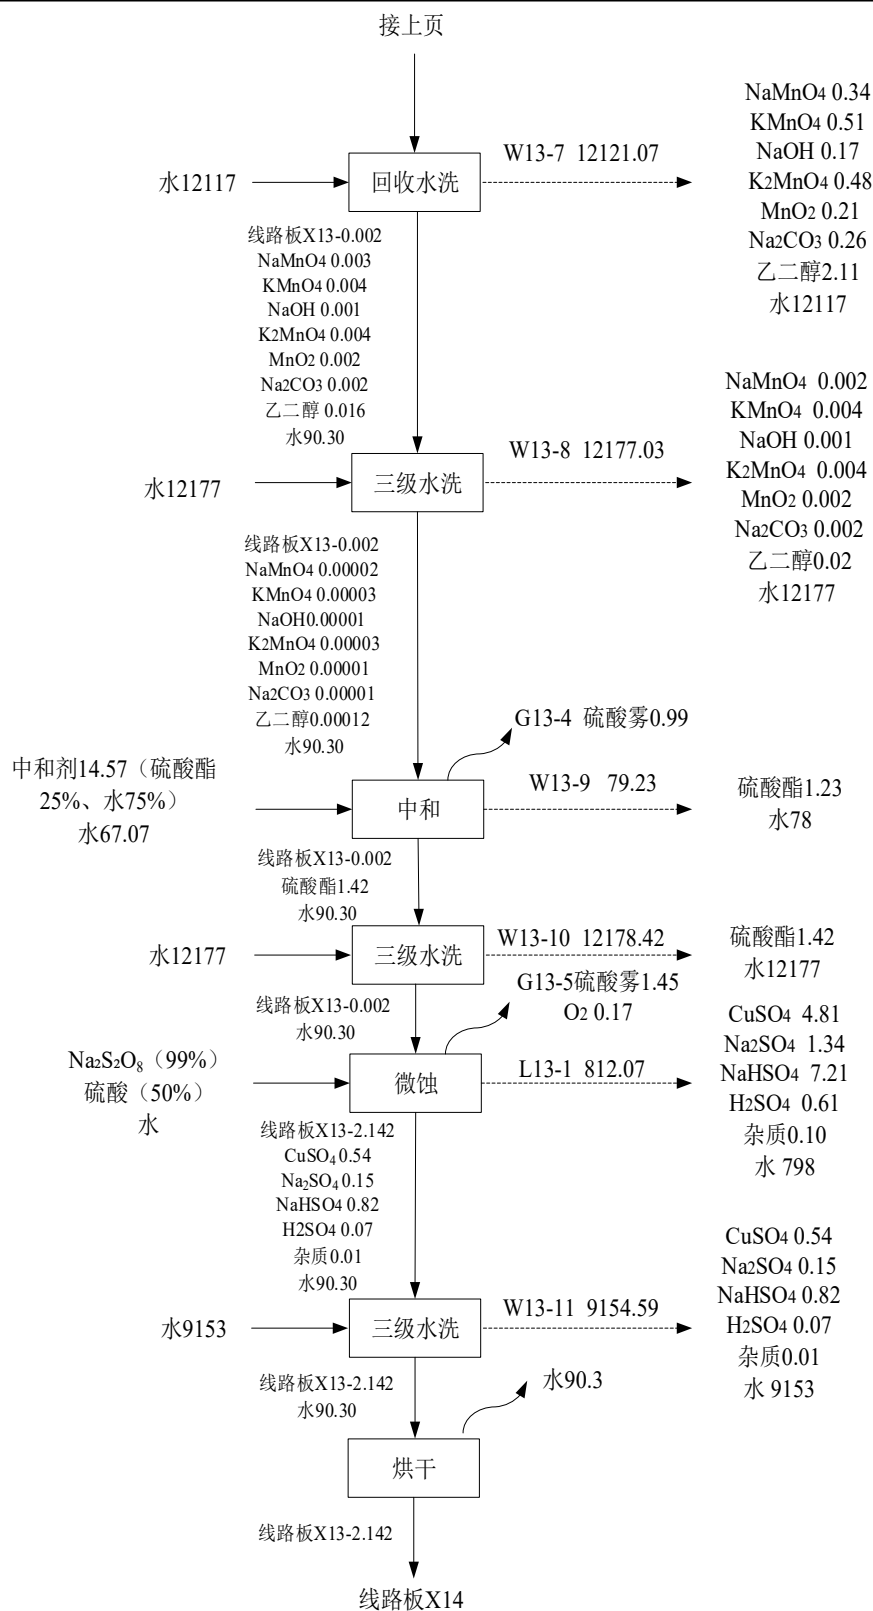 接上页
NaMnO4 0.34
KMnO4 0.51
NaOH 0.17
K2MnO4 0.48
MnO2 0.21
Na2CO3 0.26
乙二醇2.11
水12117
W13-7 12121.07
水12117
回收水洗
线路板X13-0.002
NaMnO4 0.003
KMnO4 0.004
NaOH 0.001
K2MnO4 0.004
MnO2 0.002
Na2CO3 0.002
乙二醇 0.016
水90.30
NaMnO4 0.002
KMnO4 0.004
NaOH 0.001
K2MnO4 0.004
MnO2 0.002
Na2CO3 0.002
乙二醇0.02
水12177
W13-8 12177.03
水12177
三级水洗
线路板X13-0.002
NaMnO4 0.00002
KMnO4 0.00003
NaOH0.00001
K2MnO4 0.00003
MnO2 0.00001
Na2CO3 0.00001
乙二醇0.00012
水90.30
G13-4 硫酸雾0.99
中和剂14.57（硫酸酯
25%、水75%）
水67.07
中和
W13-9 79.23
硫酸酯1.23
水78
线路板X13-0.002
硫酸酯1.42
水90.30
水12177
三级水洗
W13-10 12178.42
硫酸酯1.42
水12177
线路板X13-0.002
水90.30
G13-5硫酸雾1.45
O2 0.17
Na2S2O8（99%）
硫酸（50%）
水
微蚀
L13-1 812.07
CuSO4 4.81
Na2SO4 1.34
NaHSO4 7.21
H2SO4 0.61
杂质0.10
水 798
线路板X13-2.142
CuSO4 0.54
Na2SO4 0.15
NaHSO4 0.82
H2SO4 0.07
杂质0.01
水90.30
水9153
三级水洗
W13-11 9154.59
CuSO4 0.54
Na2SO4 0.15
NaHSO4 0.82
H2SO4 0.07
杂质0.01
水 9153
线路板X13-2.142
水90.30
水90.3
烘干
线路板X13-2.142
线路板X14